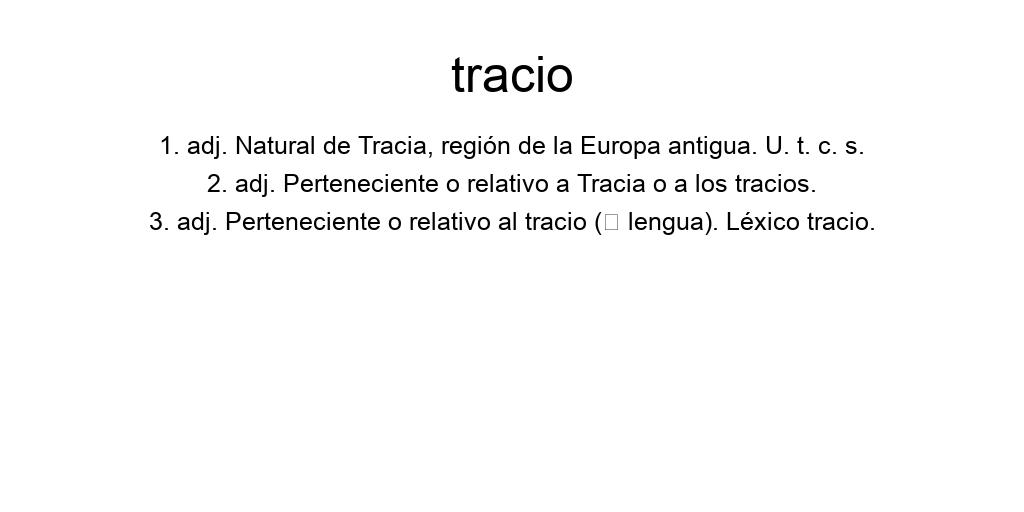 tracio
1. adj. Natural de Tracia, región de la Europa antigua. U. t. c. s.
2. adj. Perteneciente o relativo a Tracia o a los tracios.
3. adj. Perteneciente o relativo al tracio (□ lengua). Léxico tracio.